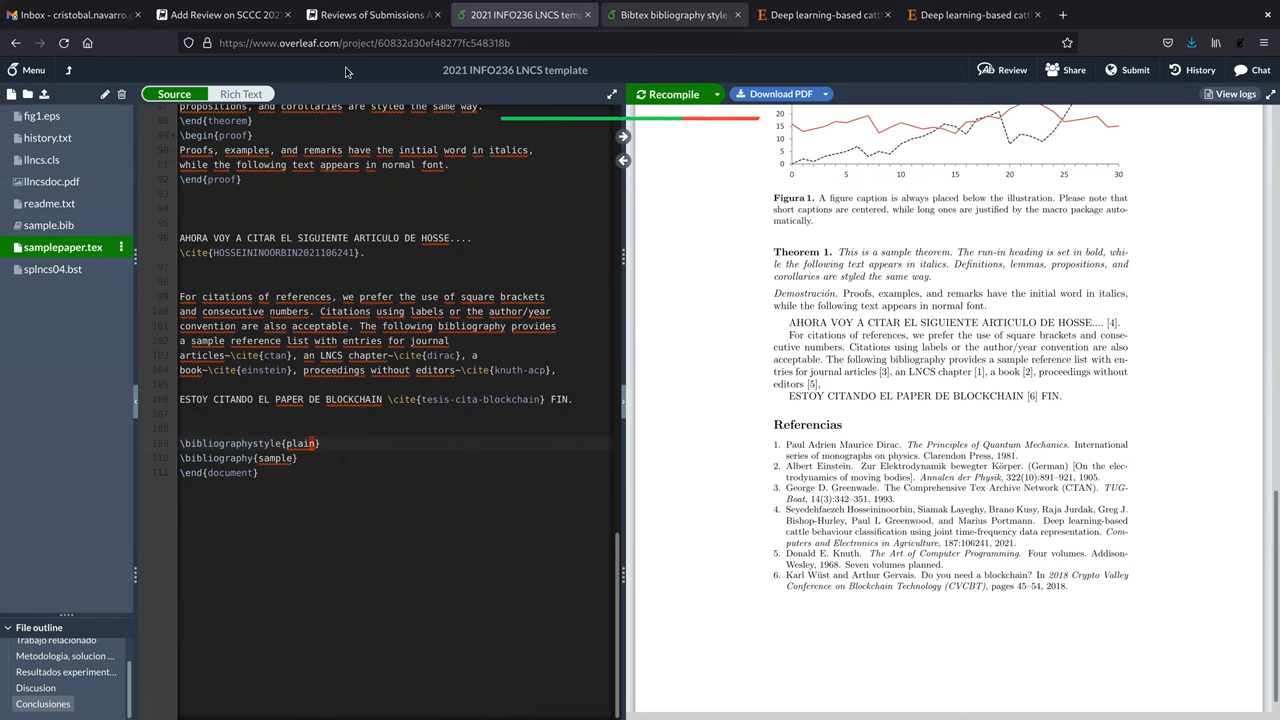 Inbox - cristobal.navarro.g
Add Review on SCCC 202
Reviews of Submissions A
2021 INFO236 LNCS temp
Bibtex bibliography style
Deep learning-based catt
Deep learning-based catt
https://www.overleaf.com/project/60832d30ef48277fc548318b
Menu
2021 INFO236 LNCS template
Review
Share
Submit
History
Chat
Source
Rich Text
Recompile
Download PDF
View logs
fig1.eps
history.txt
llncs.cls
llncsdoc.pdf
readme.txt
sample.bib
samplepaper.tex
splncs04.bst
File outline
Trabajo relacionado
Metodologia, solucion ...
Resultados experiment...
Discusion
Conclusiones
propositions, and corollaries are styled the same way.
88 \end{theorem}
89 \begin{proof}
90 Proofs, examples, and remarks have the initial word in italics,
91 while the following text appears in normal font.
92 \end{proof}
93
94
95
96 AHORA VOY A CITAR EL SIGUIENTE ARTICULO DE HOSSE....
\cite{HOSSEININOORBIN2021106241}.
98
99
For citations of references, we prefer the use of square brackets
and consecutive numbers. Citations using labels or the author/year
convention are also acceptable. The following bibliography provides
102 a sample reference list with entries for journal
103 articles~\cite{ctan}, an LNCS chapter~\cite{dirac}, a
104 book~\cite{einstein}, proceedings without editors~\cite{knuth-acp},
105
ESTOY CITANDO EL PAPER DE BLOCKCHAIN \cite{tesis-cita-blockchain} FIN.
107
109 \bibliographystyle{plain}
110 \bibliography{sample}
111 \end{document}
20
15
10
5
0
0 5 10 15 20 25 30
Figura 1. A figure caption is always placed below the illustration. Please note that
short captions are centered, while long ones are justified by the macro package auto-
matically.
Theorem 1. This is a sample theorem. The run-in heading is set in bold, whi-
le the following text appears in italics. Definitions, lemmas, propositions, and
corollaries are styled the same way.
Demostración. Proofs, examples, and remarks have the initial word in italics,
while the following text appears in normal font.
AHORA VOY A CITAR EL SIGUIENTE ARTICULO DE HOSSE.... [4].
For citations of references, we prefer the use of square brackets and conse-
cutive numbers. Citations using labels or the author/year convention are also
acceptable. The following bibliography provides a sample reference list with en-
tries for journal articles [3], an LNCS chapter [1], a book [2], proceedings without
editors [5],
ESTOY CITANDO EL PAPER DE BLOCKCHAIN [6] FIN.
Referencias
1. Paul Adrien Maurice Dirac. The Principles of Quantum Mechanics. International
series of monographs on physics. Clarendon Press, 1981.
2. Albert Einstein. Zur Elektrodynamik bewegter Körper. (German) [On the elec-
trodynamics of moving bodies]. Annalen der Physik, 322(10):891–921, 1905.
3. George D. Greenwade. The Comprehensive Tex Archive Network (CTAN). TUG-
Boat, 14(3):342–351, 1993.
4. Seyedehfaezeh Hosseininoorbin, Siamak Layeghy, Brano Kusy, Raja Jurdak, Greg J.
Bishop-Hurley, Paul L Greenwood, and Marius Portmann. Deep learning-based
cattle behaviour classification using joint time-frequency data representation. Com-
puters and Electronics in Agriculture, 187:106241, 2021.
5. Donald E. Knuth. The Art of Computer Programming. Four volumes. Addison-
Wesley, 1968. Seven volumes planned.
6. Karl Wüst and Arthur Gervais. Do you need a blockchain? In 2018 Crypto Valley
Conference on Blockchain Technology (CVCBT), pages 45–54, 2018.